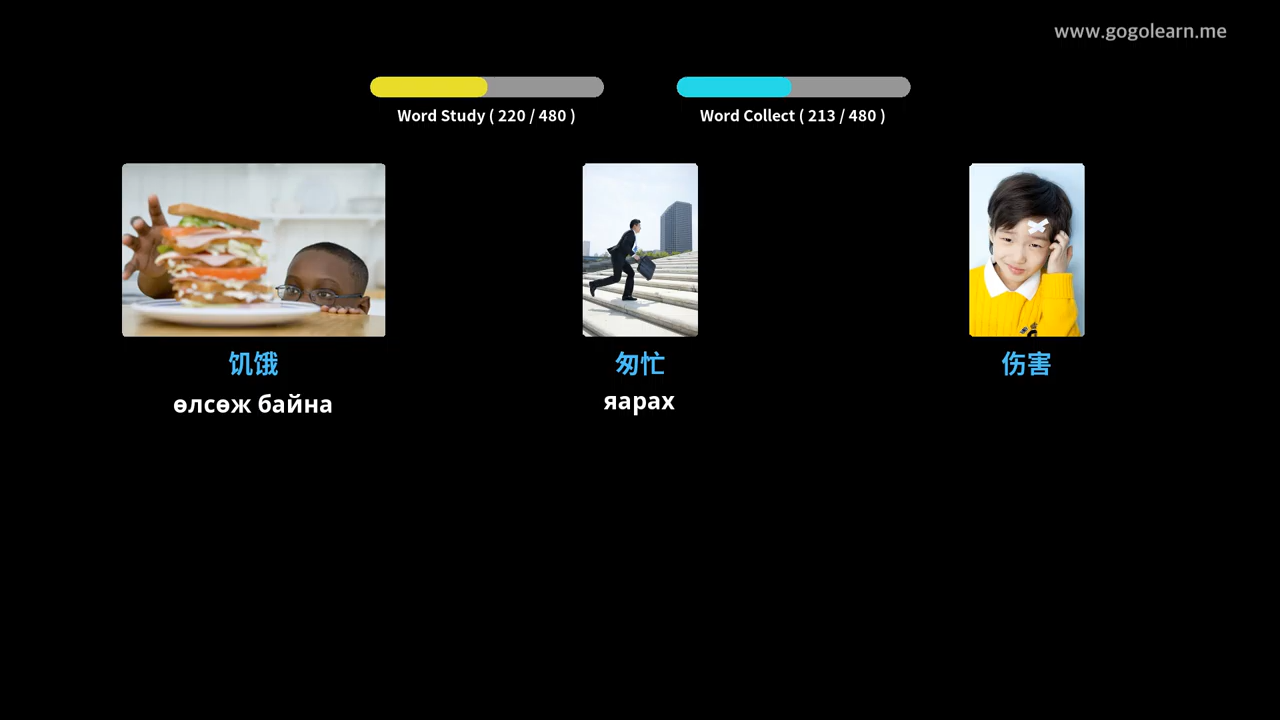 www.gogolearn.me
Word Study ( 220 / 480 )
Word Collect ( 213 / 480 )
饥饿
匆忙
伤害
өлсөж байна
яарах